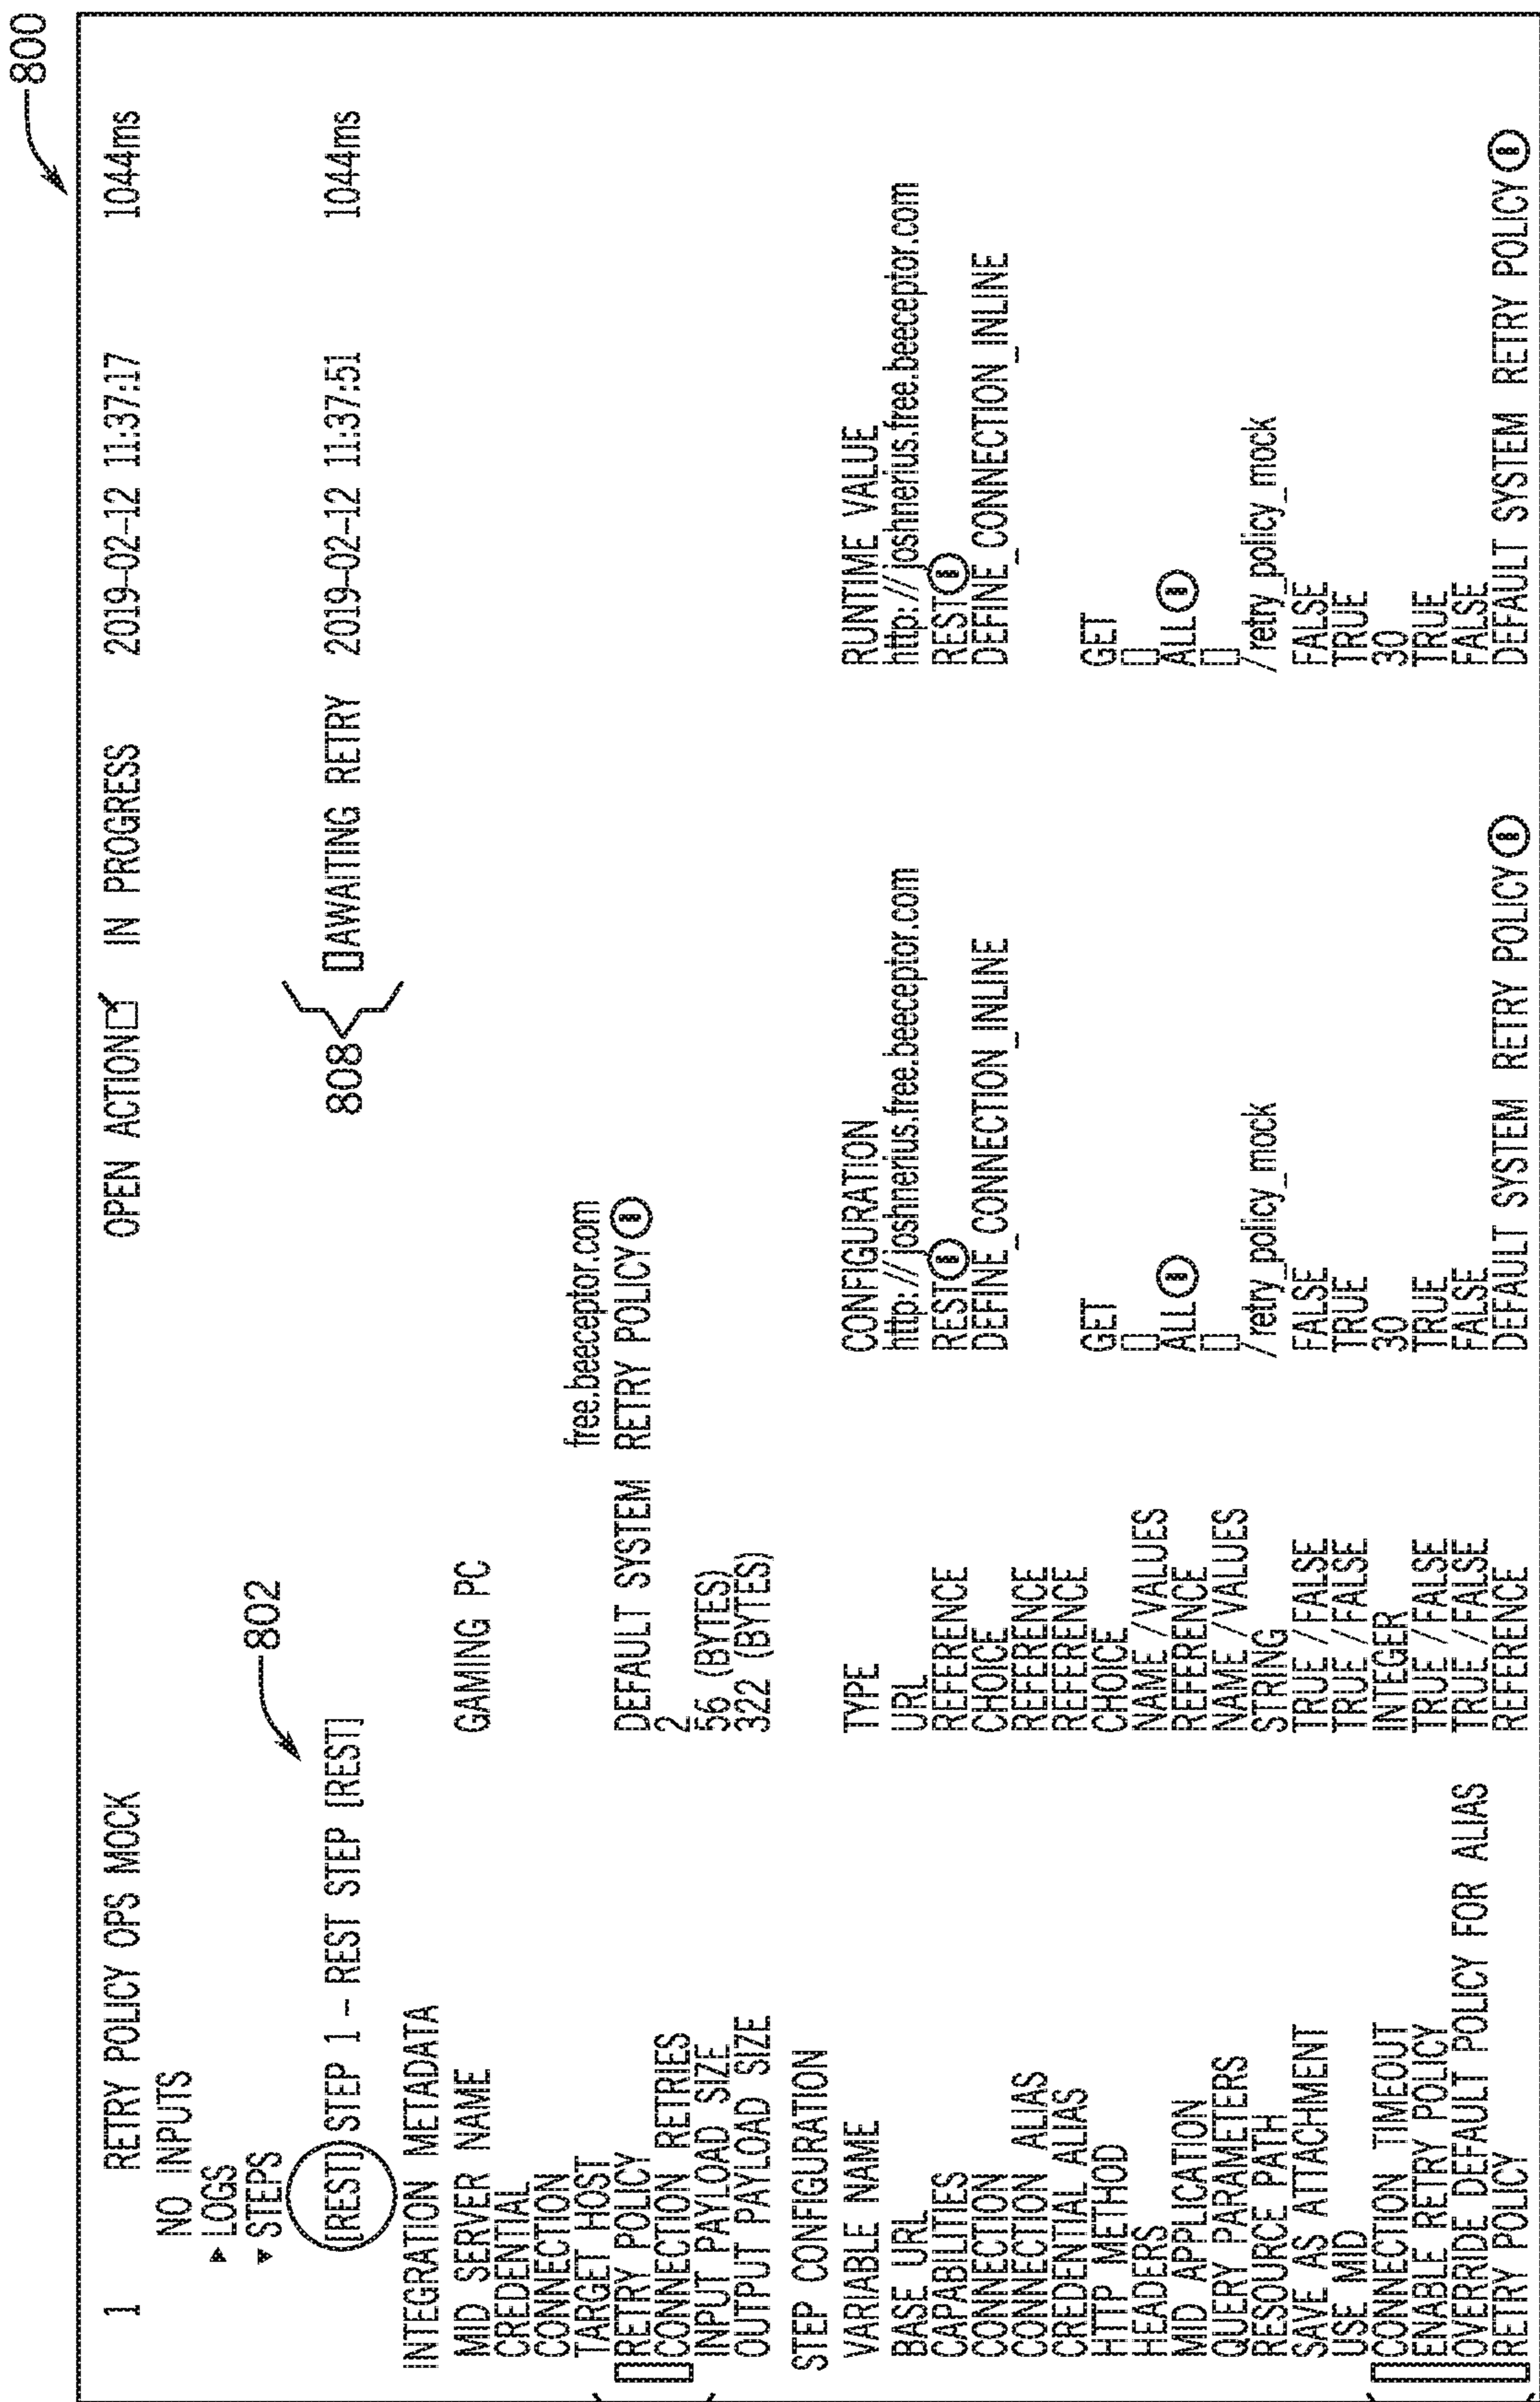 800
1 RETRY POLICY OPS MOCK OPEN ACTION IN PROGRESS 2019-02-12 11:37:17 1044ms
NO INPUTS
LOGS
STEPS
802
[REST] STEP 1 - REST STEP [REST] 808 AWAITING RETRY 2019-02-12 11:37:51 1044ms
INTEGRATION METADATA
MID SERVER NAME GAMING PC
CREDENTIAL
CONNECTION
TARGET HOST free.beeceptor.com
RETRY POLICY DEFAULT SYSTEM RETRY POLICY
CONNECTION RETRIES 2
INPUT PAYLOAD SIZE 56 (BYTES)
OUTPUT PAYLOAD SIZE 322 (BYTES)
STEP CONFIGURATION
VARIABLE NAME TYPE CONFIGURATION RUNTIME VALUE
BASE URL URL http://joshnerius.free.beeceptor.com http://joshnerius.free.beeceptor.com
CAPABILITIES REFERENCE REST REST
CONNECTION CHOICE DEFINE_CONNECTION_INLINE DEFINE_CONNECTION_INLINE
CONNECTION ALIAS REFERENCE
CREDENTIAL ALIAS REFERENCE
HTTP METHOD CHOICE GET GET
HEADERS NAME/VALUES
MID APPLICATION REFERENCE ALL ALL
QUERY PARAMETERS NAME/VALUES
RESOURCE PATH STRING /retry_policy_mock /retry_policy_mock
SAVE AS ATTACHMENT TRUE/FALSE FALSE FALSE
USE MID TRUE/FALSE TRUE TRUE
CONNECTION TIMEOUT INTEGER 30 30
ENABLE RETRY POLICY TRUE/FALSE TRUE TRUE
OVERRIDE DEFAULT POLICY FOR ALIAS TRUE/FALSE FALSE FALSE
RETRY POLICY REFERENCE DEFAULT SYSTEM RETRY POLICY DEFAULT SYSTEM RETRY POLICY